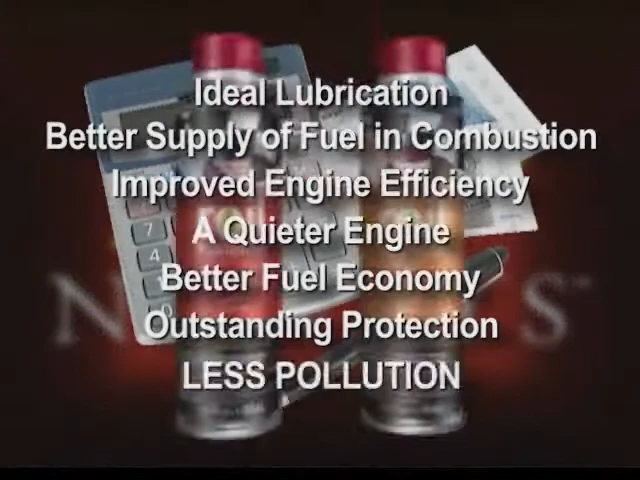 Ideal Lubrication
Better Supply of Fuel in Combustion
Improved Engine Efficiency
A Quieter Engine
Better Fuel Economy
Outstanding Protection
LESS POLLUTION